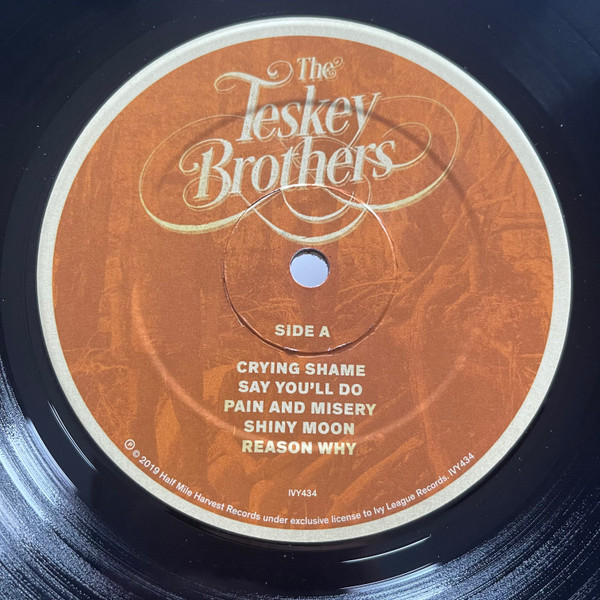 The
Teskey
Brothers
SIDE A
CRYING SHAME
SAY YOU'LL DO
PAIN AND MISERY
SHINY MOON
REASON WHY
IVY434
℗ © 2019 Half Mile Harvest Records under exclusive license to Ivy League Records. IVY434